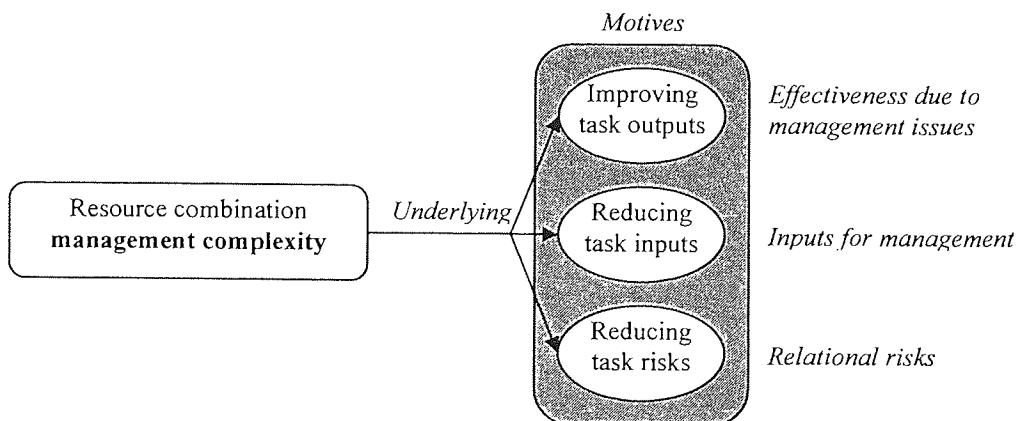 Motives
Improving
task outputs
Effectiveness due to
management issues
Resource combination
management complexity
Underlying
Reducing
task inputs
Inputs for management
Reducing
task risks
Relational risks